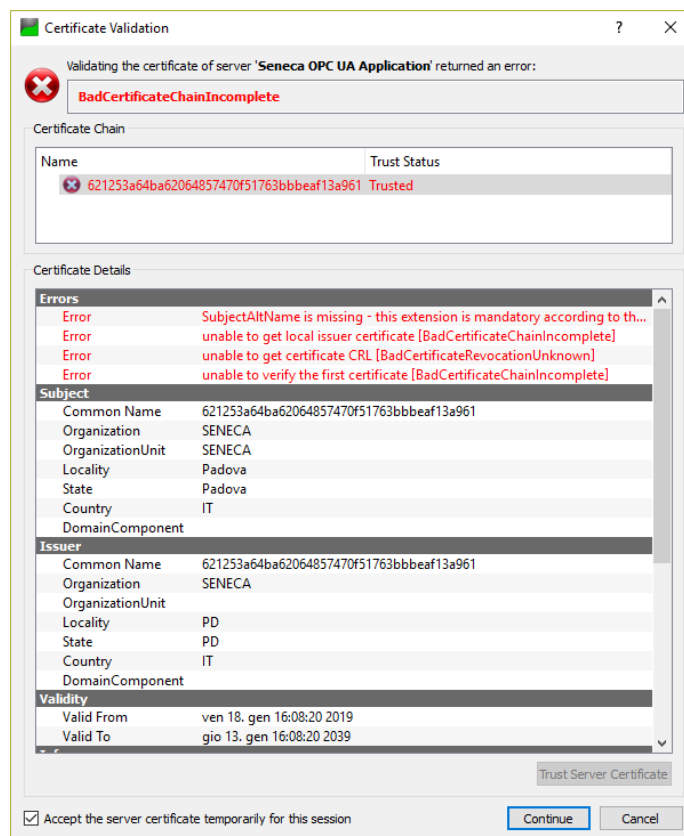 Certificate Validation
?
Validating the certificate of server 'Seneca OPC UA Application' returned an error:
BadCertificateChainIncomplete
Certificate Chain
Name Trust Status
621253a64ba62064857470f51763bbbeaf13a961 Trusted
Certificate Details
Errors
Error SubjectAltName is missing - this extension is mandatory according to th...
Error unable to get local issuer certificate [BadCertificateChainIncomplete]
Error unable to get certificate CRL [BadCertificateRevocationUnknown]
Error unable to verify the first certificate [BadCertificateChainIncomplete]
Subject
Common Name 621253a64ba62064857470f51763bbbeaf13a961
Organization SENECA
OrganizationUnit SENECA
Locality Padova
State Padova
Country IT
DomainComponent
Issuer
Common Name 621253a64ba62064857470f51763bbbeaf13a961
Organization SENECA
OrganizationUnit
Locality PD
State PD
Country IT
DomainComponent
Validity
Valid From ven 18. gen 16:08:20 2019
Valid To gio 13. gen 16:08:20 2039
Trust Server Certificate
Accept the server certificate temporarily for this session
Continue Cancel